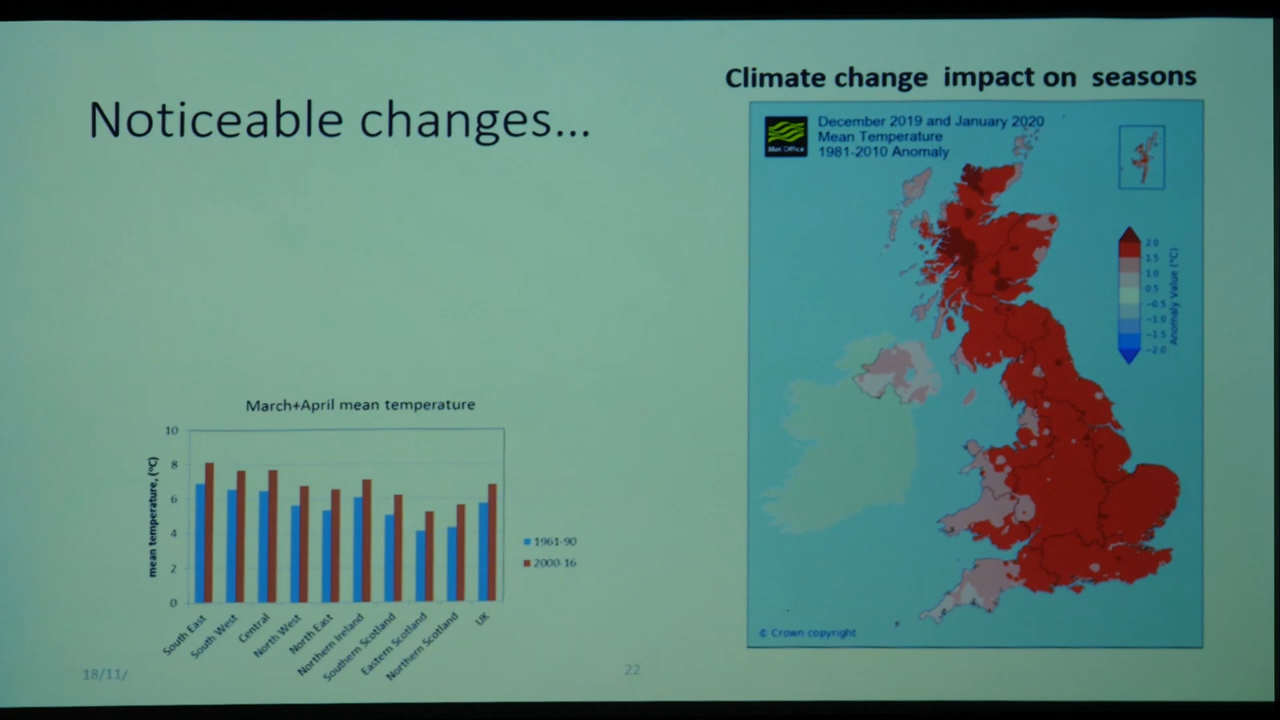 Noticeable changes...
Climate change impact on seasons
Met Office
December 2019 and January 2020
Mean Temperature
1981-2010 Anomaly
2.0
1.5
1.0
0.5
−0.5
−1.0
−1.5
−2.0
Anomaly Value (°C)
© Crown copyright
March+April mean temperature
mean temperature, (°C)
10
8
6
4
2
0
South East
South West
Central
North West
North East
Northern Ireland
Southern Scotland
Eastern Scotland
Northern Scotland
UK
1961-90
2000-16
18/11/
22